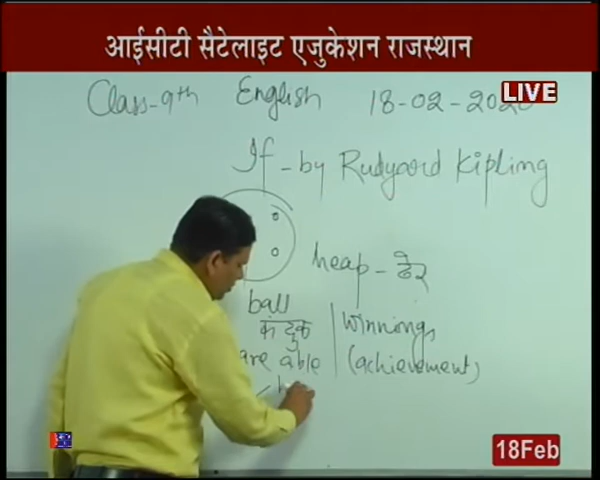 आईसीटी सैटेलाइट एजुकेशन राजस्थान
Class-9th English 18-02-2020
LIVE
If - by Rudyard Kipling
heap - ढेर
ball
कंदुक
are able
winnings
(achievement)
18Feb